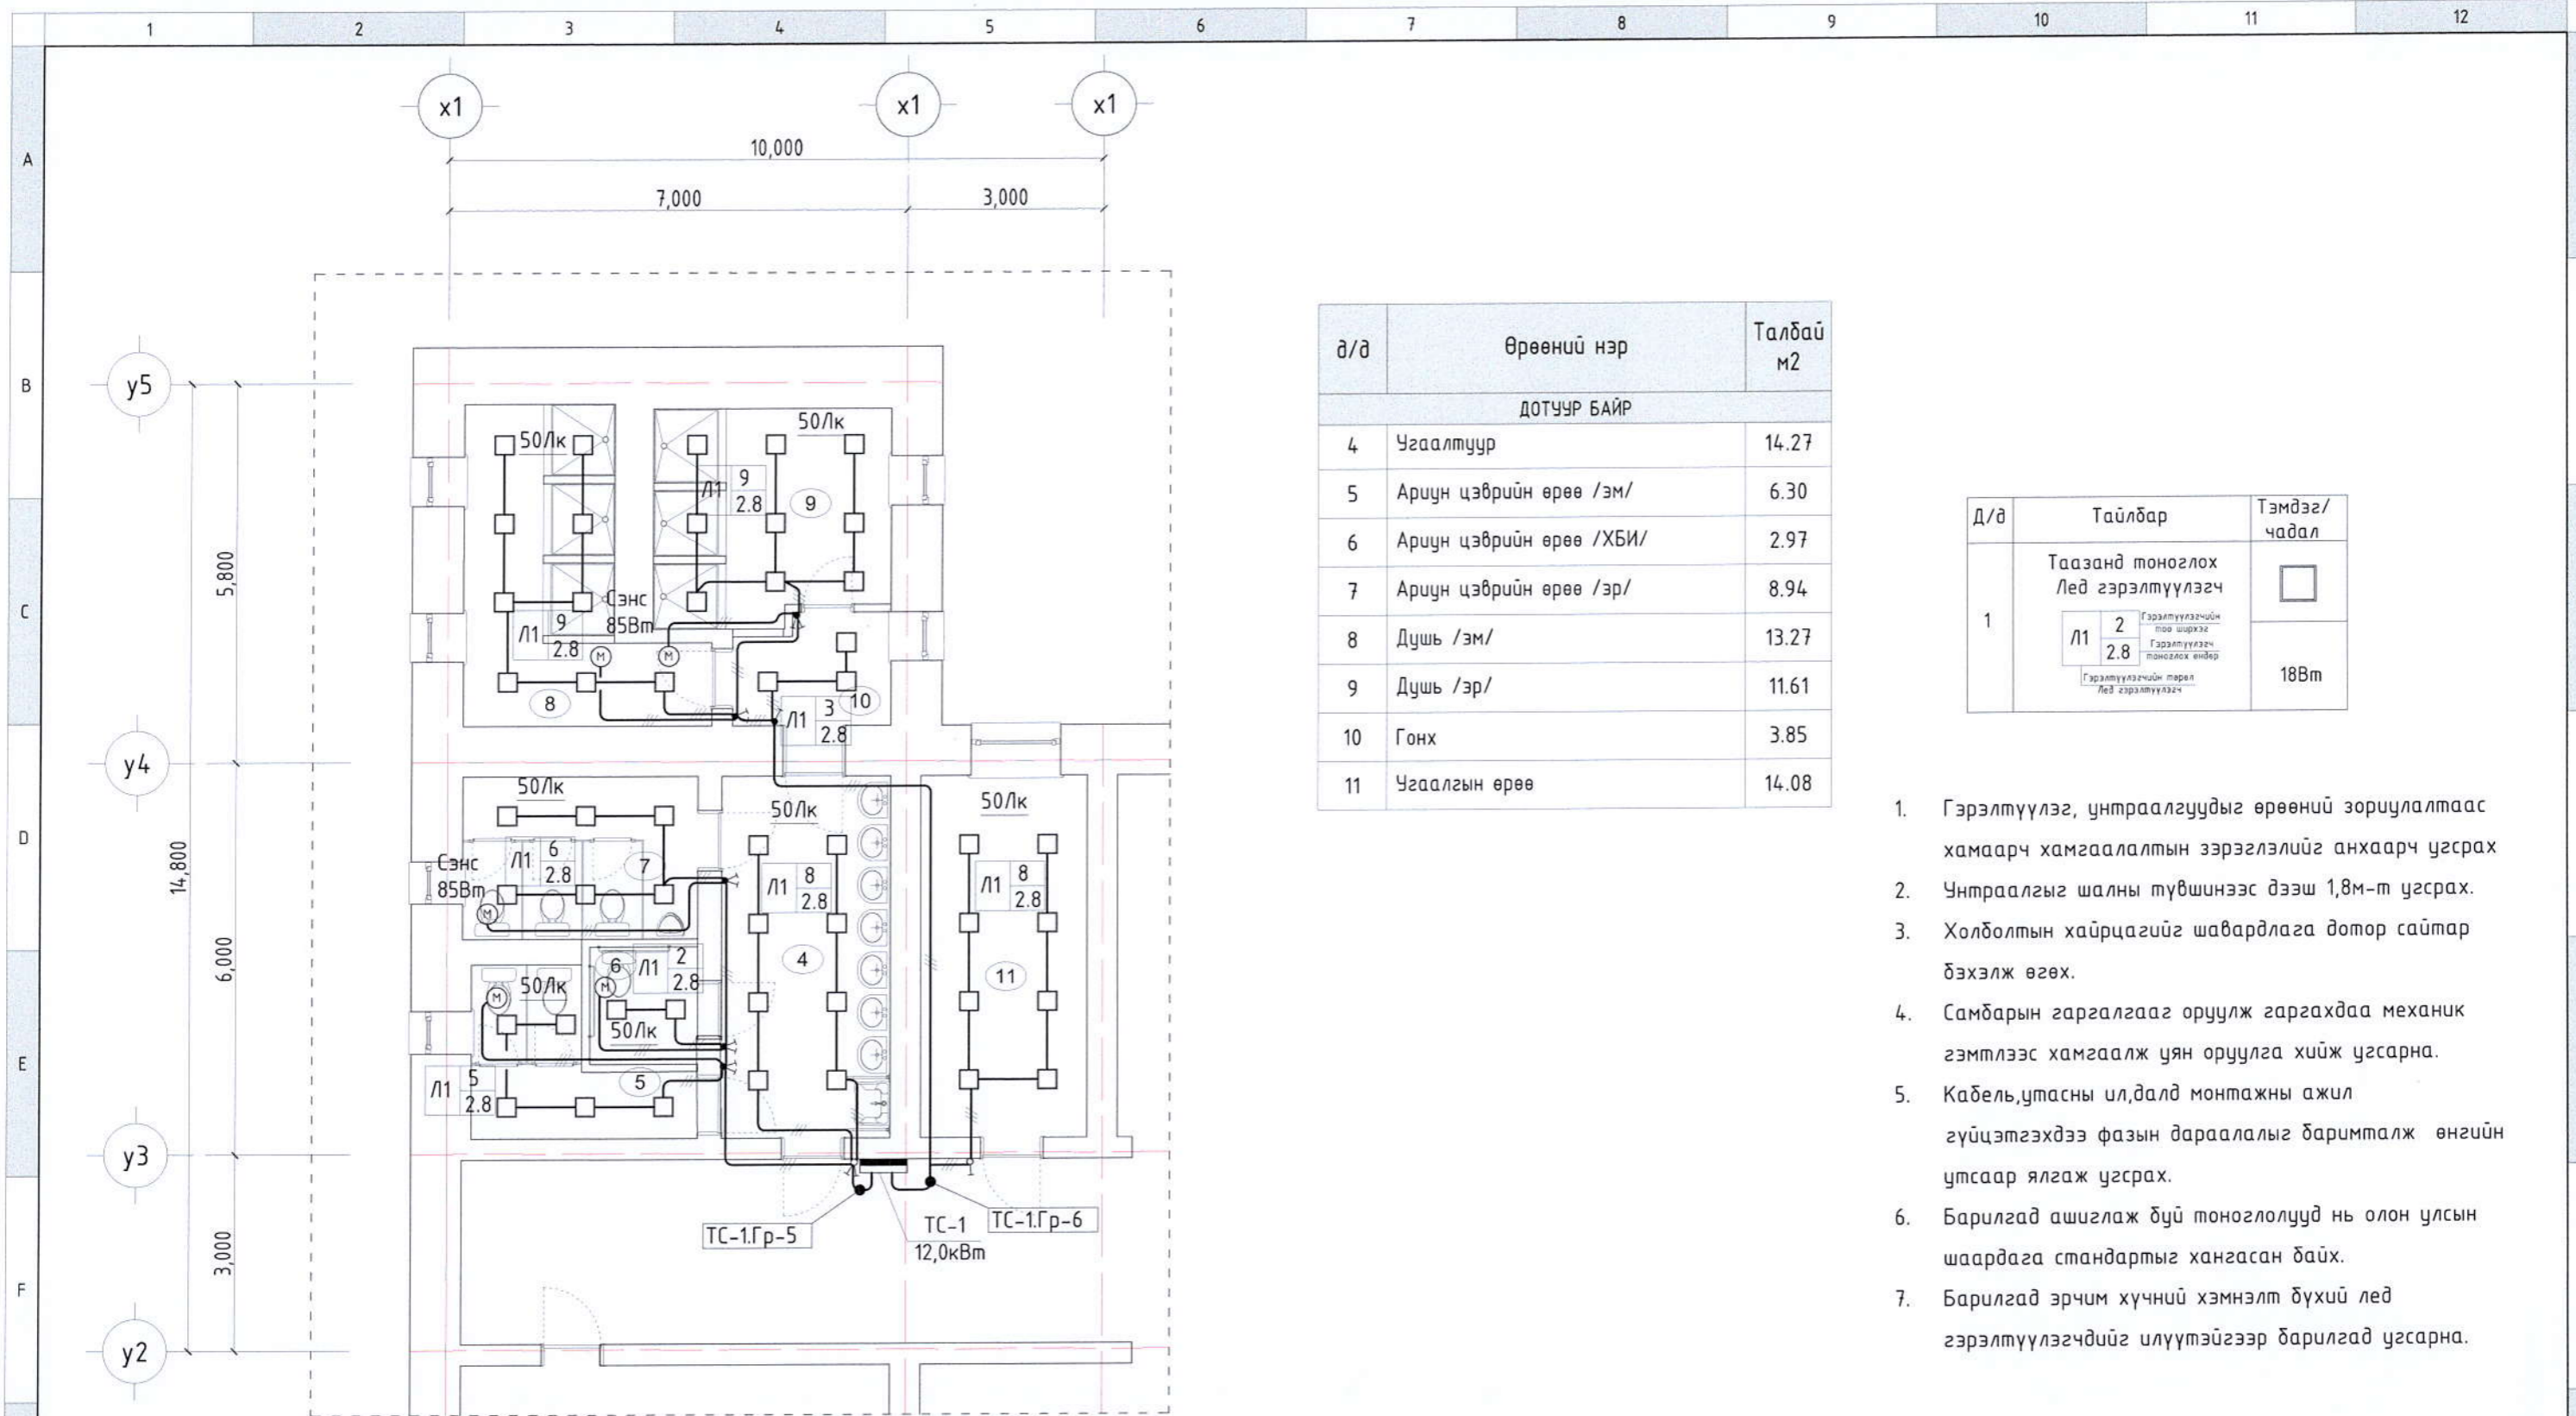 1 2 3 4 5 6 7 8 9 10 11 12
A
B
C
D
E
F
x1 x1 x1
10,000
7,000 3,000
y5
y4
y3
y2
5,800
14,800
6,000
3,000
50Лк
50Лк
Л1 9 2.8
9
Сэнс
85Вт
Л1 9 2.8
М
М
8
10
Л1 3 2.8
50Лк
50Лк
50Лк
Сэнс
85Вт
Л1 6 2.8
7
Л1 8 2.8
Л1 8 2.8
М
4
11
6
Л1 2 2.8
М
50Лк
М
50Лк
5
Л1 5 2.8
ТС-1.Гр-5
ТС-1
12,0кВт
ТС-1.Гр-6
д/д Өрөөний нэр Талбай м2
ДОТУУР БАЙР
4 Угаалтуур 14.27
5 Ариун цэврийн өрөө /эм/ 6.30
6 Ариун цэврийн өрөө /ХБИ/ 2.97
7 Ариун цэврийн өрөө /эр/ 8.94
8 Душь /эм/ 13.27
9 Душь /эр/ 11.61
10 Гонх 3.85
11 Угаалгын өрөө 14.08
Д/д Тайлбар Тэмдэг/ чадал
1
Таазанд тоноглох
Лед гэрэлтүүлэгч
Л1 2 2.8
Гэрэлтүүлэгчийн
тоо ширхэг
Гэрэлтүүлэгч
тоноглох өндөр
Гэрэлтүүлэгчийн төрөл
Лед гэрэлтүүлэгч
18Вт
1. Гэрэлтүүлэг, унтраалгуудыг өрөөний зориулалтаас
хамаарч хамгаалалтын зэрэглэлийг анхаарч угсрах
2. Унтраалгыг шалны түвшинээс дээш 1,8м-т угсрах.
3. Холболтын хайрцагийг шавардлага дотор сайтар
бэхэлж өгөх.
4. Самбарын гаргалгааг оруулж гаргахдаа механик
гэмтлээс хамгаалж уян оруулга хийж угсарна.
5. Кабель,утасны ил,далд монтажны ажил
гүйцэтгэхдээ фазын дараалалыг баримталж өнгийн
утсаар ялгаж угсрах.
6. Барилгад ашиглаж буй тоноглолууд нь олон улсын
шаардага стандартыг хангасан байх.
7. Барилгад эрчим хүчний хэмнэлт бүхий лед
гэрэлтүүлэгчдийг илүүтэйгээр барилгад угсарна.